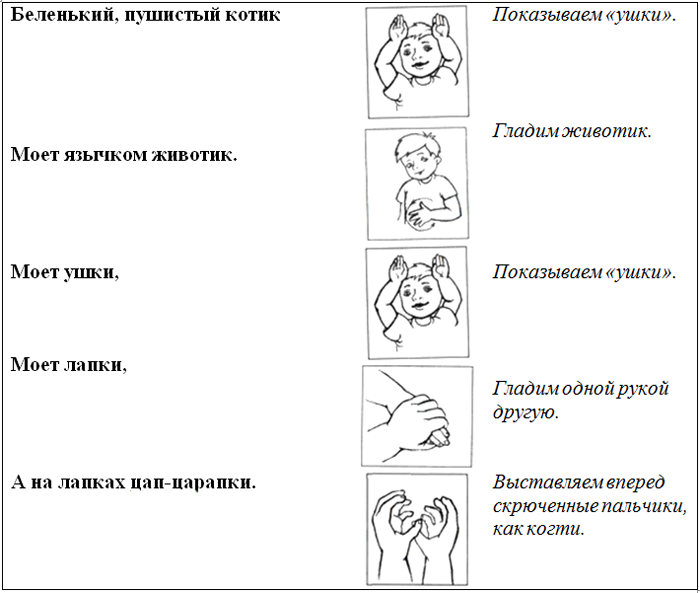 Беленький, пушистый котик
Показываем «ушки».
Моет язычком животик.
Гладим животик.
Моет ушки,
Показываем «ушки».
Моет лапки,
Гладим одной рукой
другую.
А на лапках цап-царапки.
Выставляем вперед
скрюченные пальчики,
как когти.